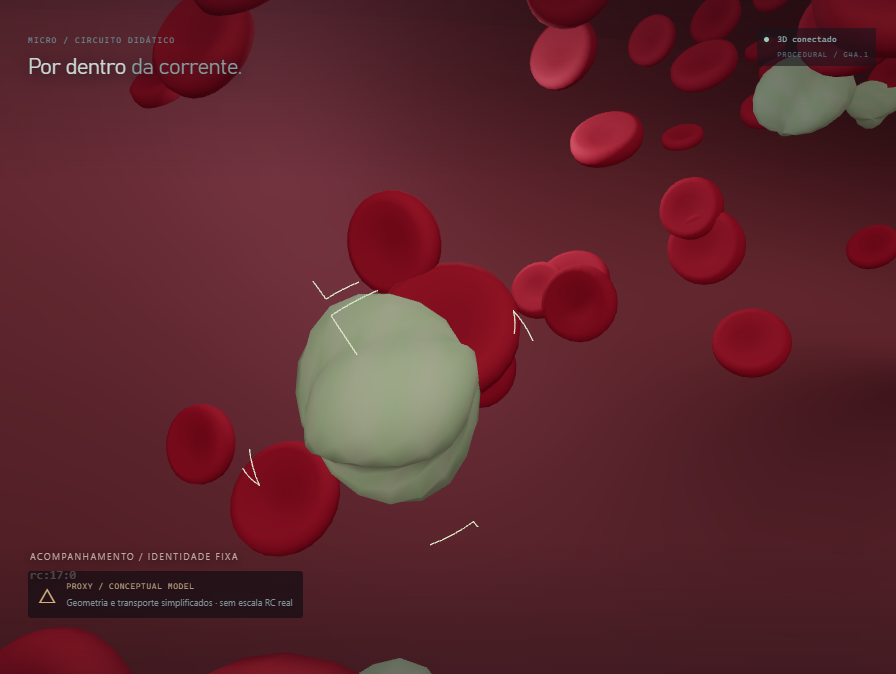 MICRO / CIRCUITO DIDÁTICO
Por dentro da corrente.
3D conectado
PROCEDURAL / G4A.1
ACOMPANHAMENTO / IDENTIDADE FIXA
rc:17:0
PROXY / CONCEPTUAL MODEL
Geometria e transporte simplificados · sem escala RC real